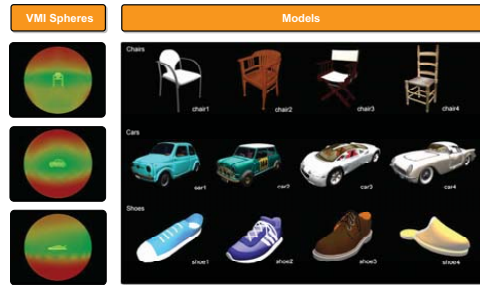 VMI Spheres
Models
Chairs
chair1
chair2
chair3
chair4
Cars
car1
car2
car3
car4
Shoes
shoe1
shoe2
shoe3
shoe4